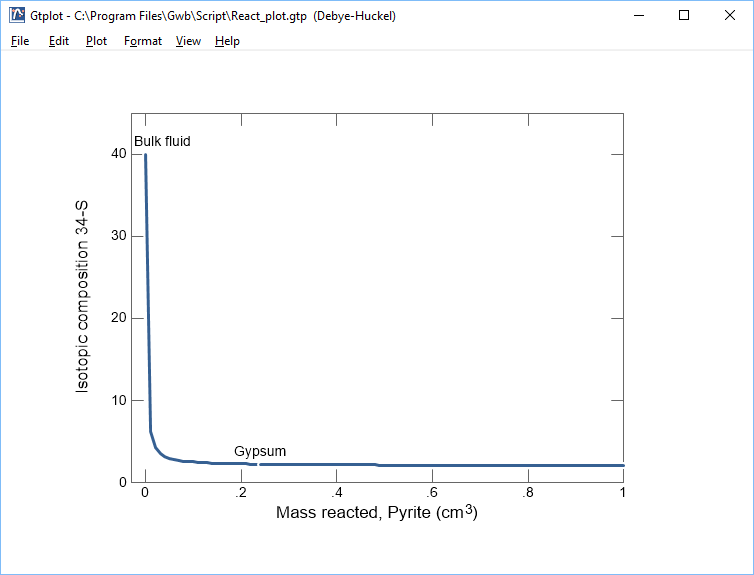 Gtplot - C:\Program Files\Gwb\Script\React_plot.gtp (Debye-Huckel)
File Edit Plot Format View Help
Bulk fluid
40
30
20
10
0
Isotopic composition 34-S
Gypsum
0 .2 .4 .6 .8 1
Mass reacted, Pyrite (cm³)